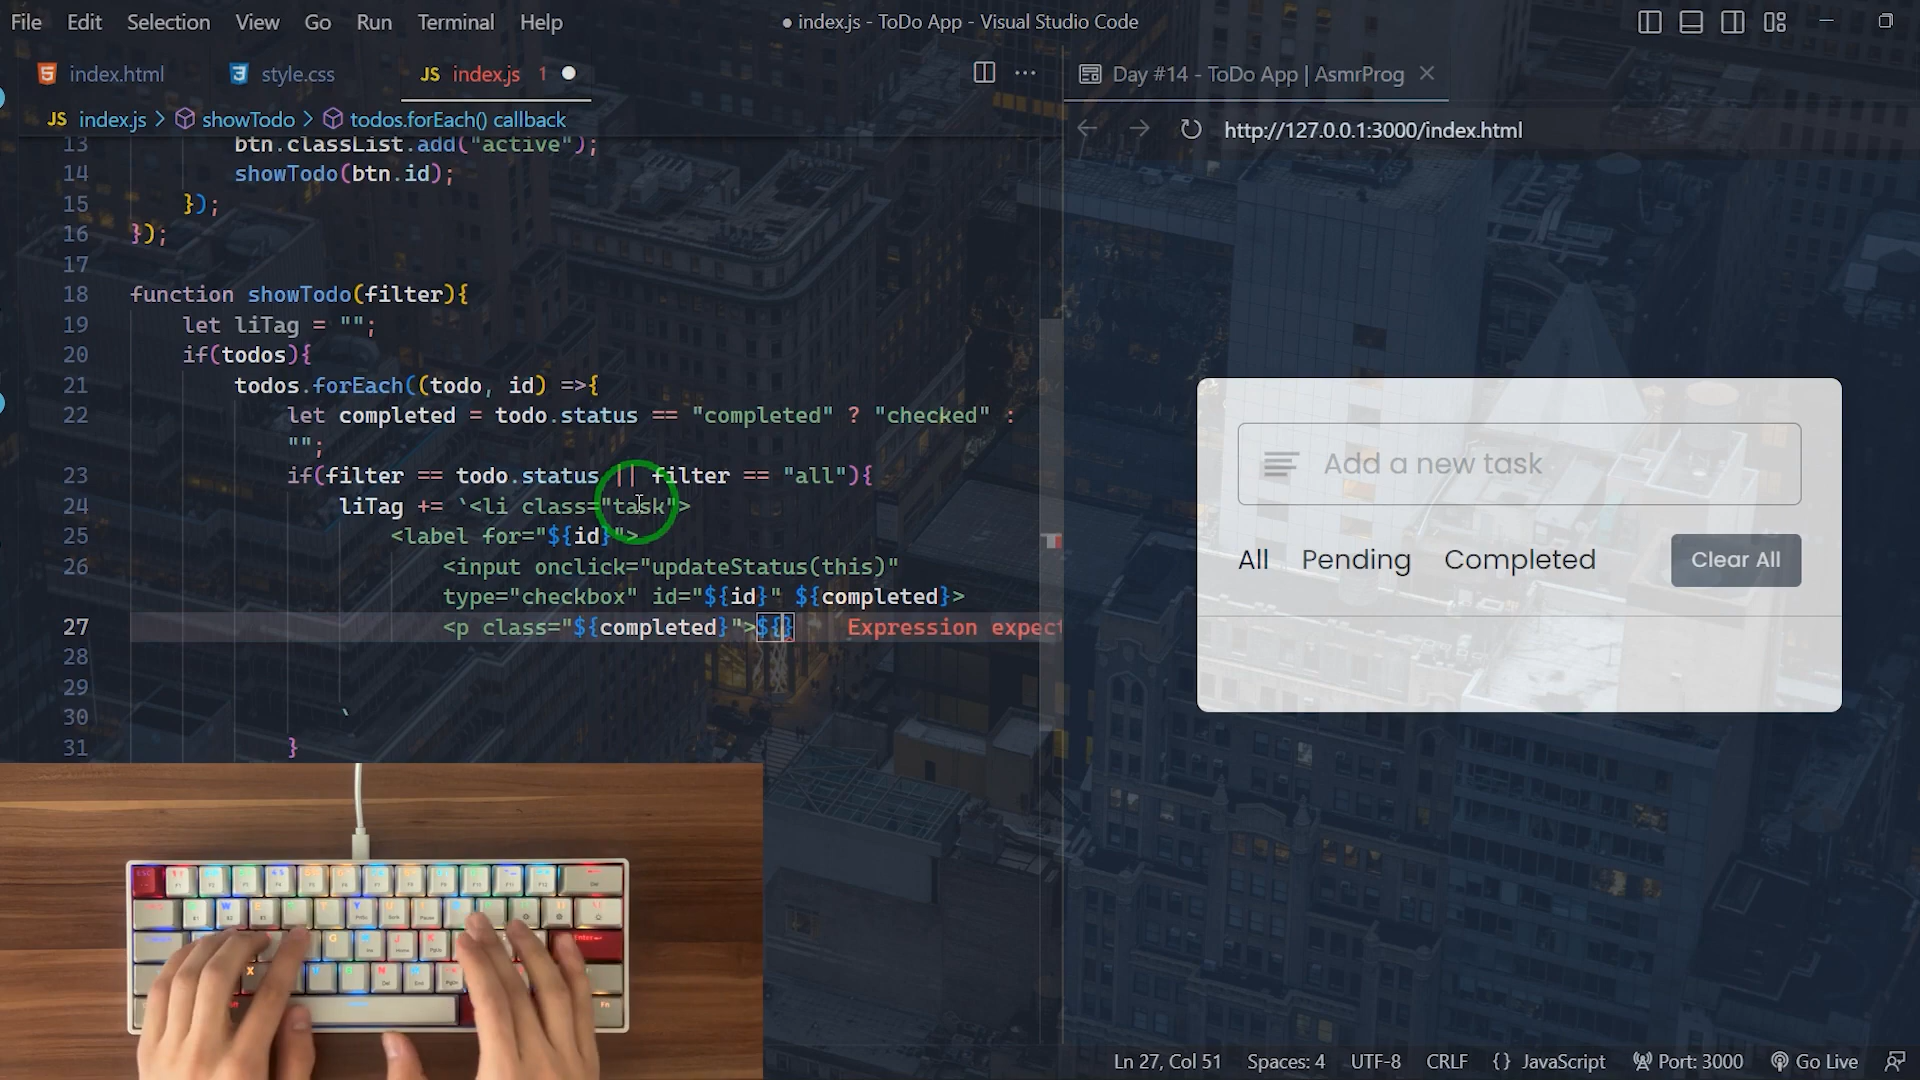 File Edit Selection View Go Run Terminal Help
● index.js - ToDo App - Visual Studio Code
index.html
style.css
JS index.js 1
Day #14 - ToDo App | AsmrProg
JS index.js > showTodo > todos.forEach() callback
http://127.0.0.1:3000/index.html
13 btn.classList.add("active");
14 showTodo(btn.id);
15 });
16 });
17
18 function showTodo(filter){
19 let liTag = "";
20 if(todos){
21 todos.forEach((todo, id) =>{
22 let completed = todo.status == "completed" ? "checked" :
"";
23 if(filter == todo.status || filter == "all"){
24 liTag += `<li class="task">
25 <label for="${id}">
26 <input onclick="updateStatus(this)"
type="checkbox" id="${id}" ${completed}>
27 <p class="${completed}">${} Expression expect
28
29
30 `
31 }
Add a new task
All Pending Completed Clear All
Ln 27, Col 51 Spaces: 4 UTF-8 CRLF {} JavaScript Port: 3000 Go Live